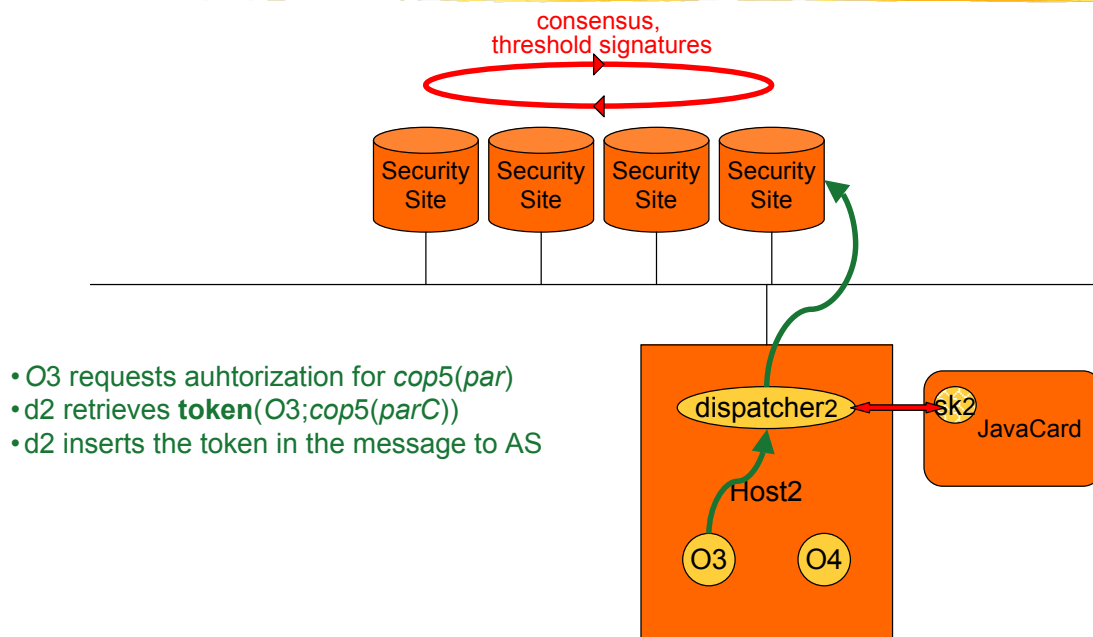 consensus,
threshold signatures
Security
Site
Security
Site
Security
Site
Security
Site
• O3 requests auhtorization for cop5(par)
• d2 retrieves token(O3;cop5(parC))
• d2 inserts the token in the message to AS
dispatcher2
sk2
JavaCard
Host2
O3
O4